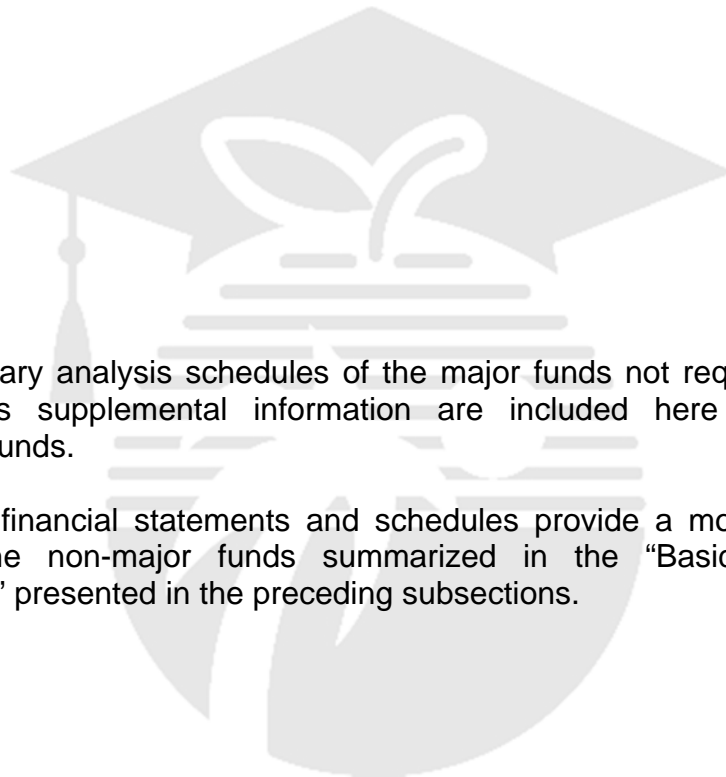 ary analysis schedules of the major funds not req
s supplemental information are included here
unds.
financial statements and schedules provide a mo
ne non-major funds summarized in the “Basic
” presented in the preceding subsections.